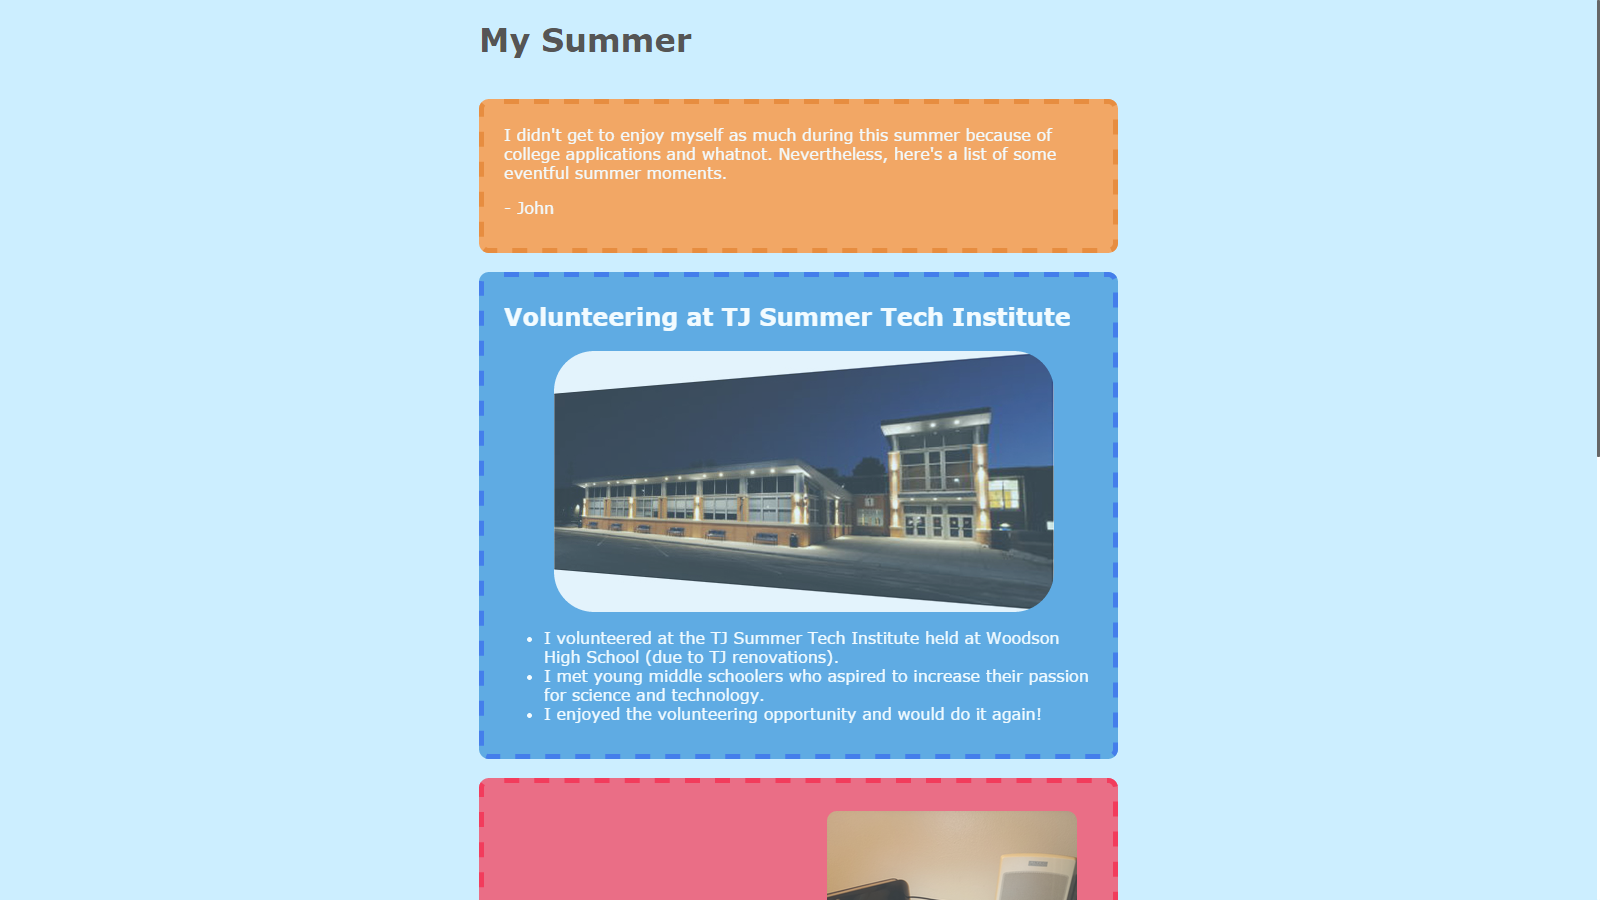 My Summer
I didn't get to enjoy myself as much during this summer because of
college applications and whatnot. Nevertheless, here's a list of some
eventful summer moments.
- John
Volunteering at TJ Summer Tech Institute
• I volunteered at the TJ Summer Tech Institute held at Woodson
High School (due to TJ renovations).
• I met young middle schoolers who aspired to increase their passion
for science and technology.
• I enjoyed the volunteering opportunity and would do it again!